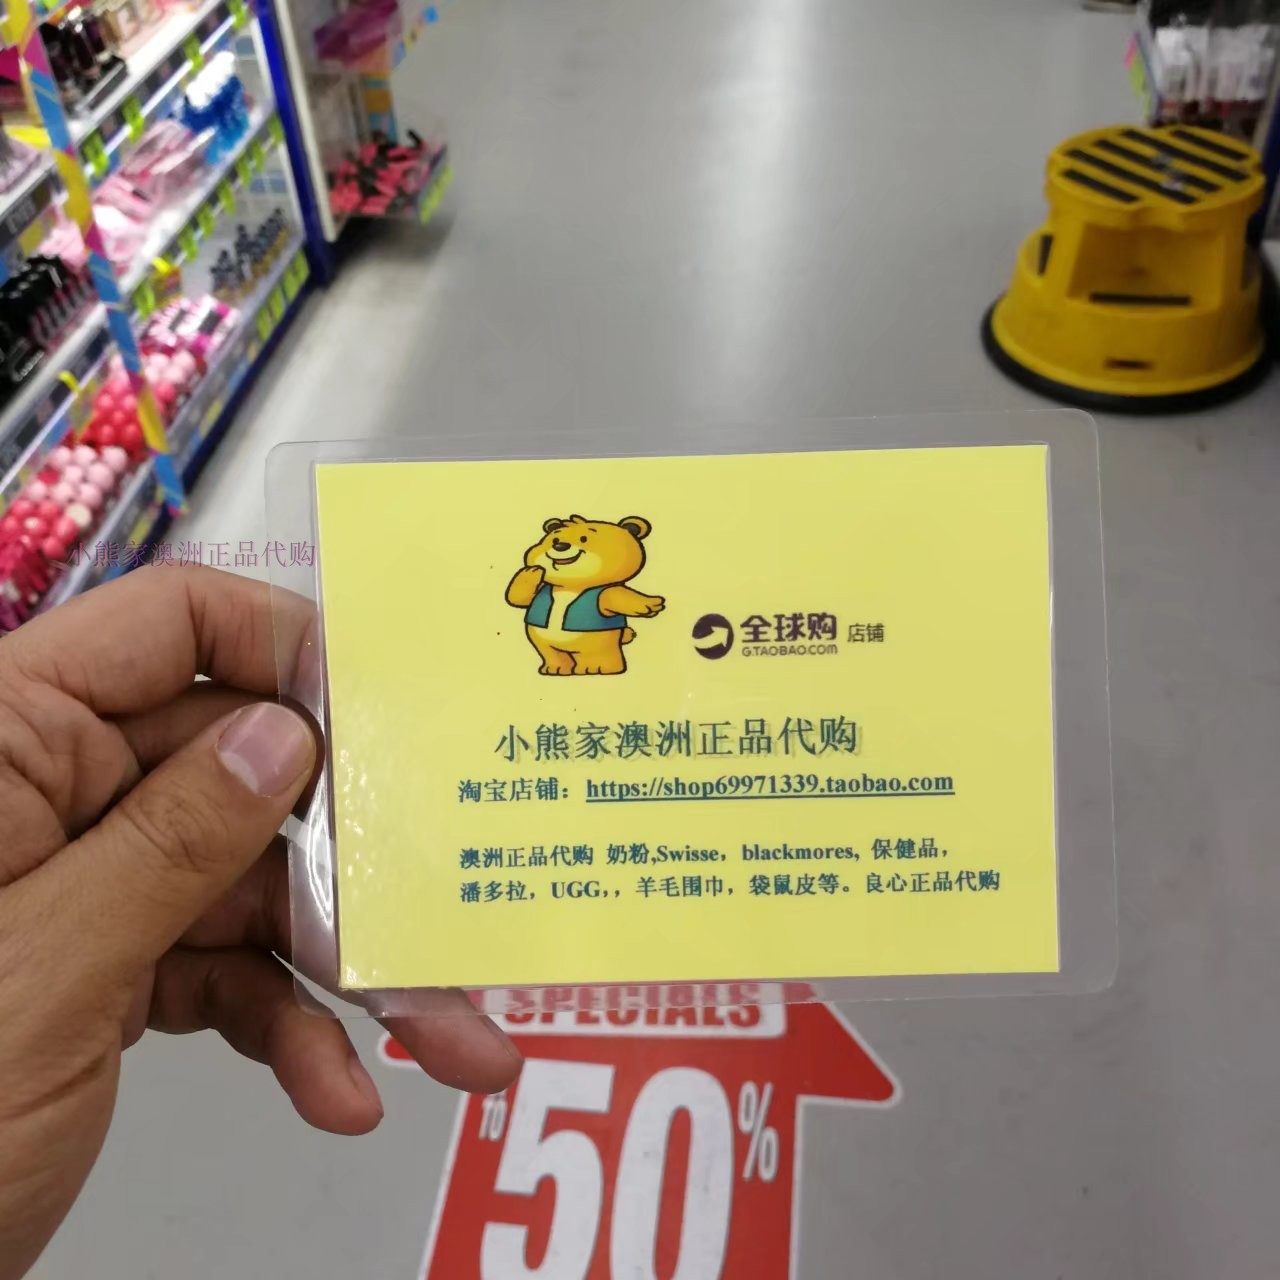 小熊家澳洲正品代购
全球购 店铺
G.TAOBAO.COM
小熊家澳洲正品代购
淘宝店铺：https://shop69971339.taobao.com
澳洲正品代购 奶粉,Swisse，blackmores, 保健品，
潘多拉，UGG,，羊毛围巾，袋鼠皮等。良心正品代购
SPECIALS
TO 50%